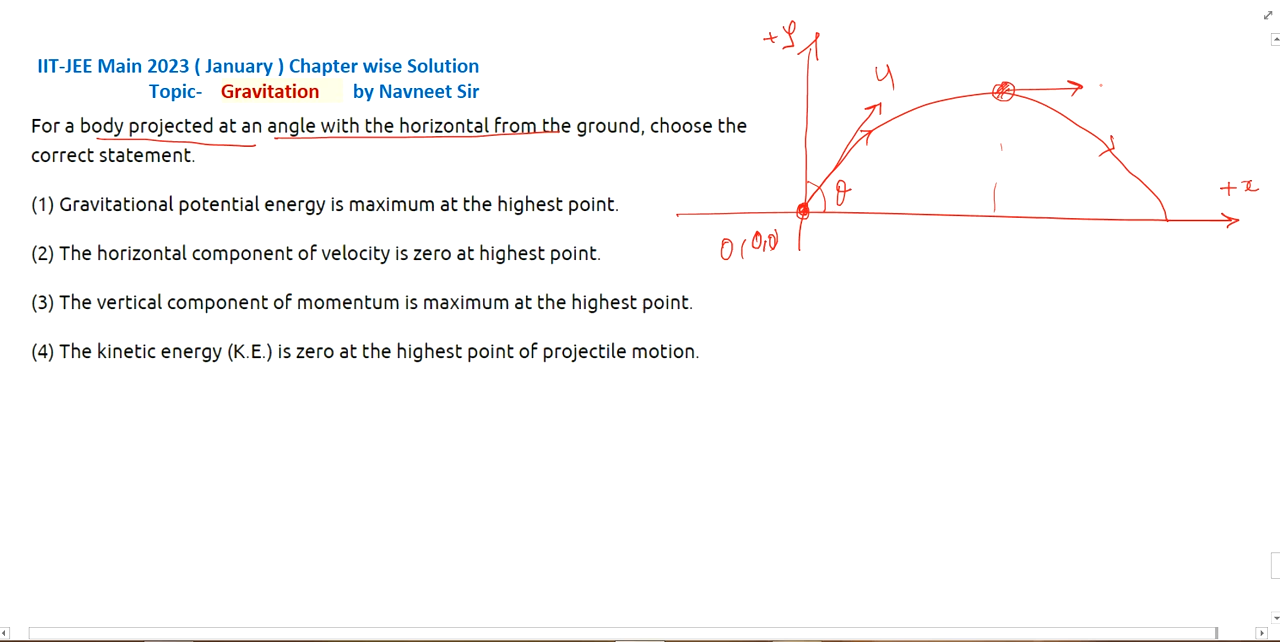 IIT-JEE Main 2023 ( January ) Chapter wise Solution
Topic- Gravitation by Navneet Sir
For a body projected at an angle with the horizontal from the ground, choose the
correct statement.
(1) Gravitational potential energy is maximum at the highest point.
(2) The horizontal component of velocity is zero at highest point.
(3) The vertical component of momentum is maximum at the highest point.
(4) The kinetic energy (K.E.) is zero at the highest point of projectile motion.
+y
u
θ
+x
O(0,0)